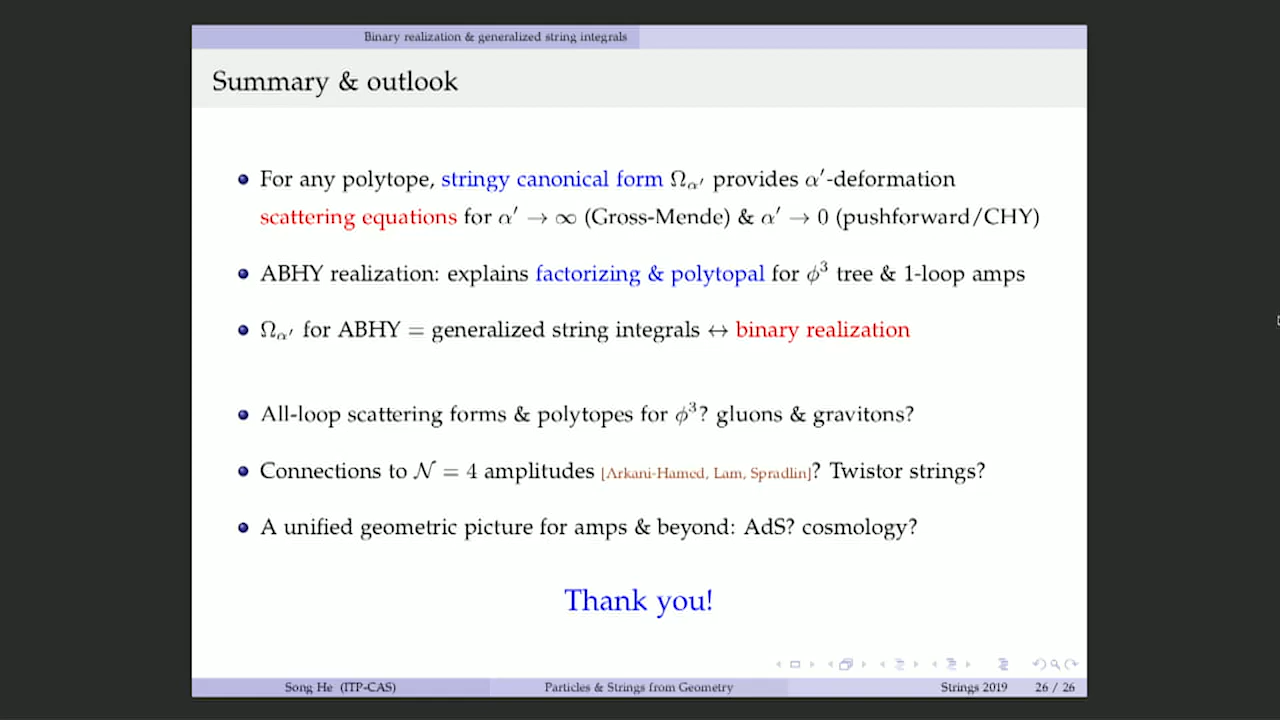 Binary realization & generalized string integrals
Summary & outlook
For any polytope, stringy canonical form Ω_α′ provides α′-deformation
scattering equations for α′ → ∞ (Gross-Mende) & α′ → 0 (pushforward/CHY)
ABHY realization: explains factorizing & polytopal for ϕ³ tree & 1-loop amps
Ω_α′ for ABHY = generalized string integrals ↔ binary realization
All-loop scattering forms & polytopes for ϕ³? gluons & gravitons?
Connections to 𝒩 = 4 amplitudes [Arkani-Hamed, Lam, Spradlin]? Twistor strings?
A unified geometric picture for amps & beyond: AdS? cosmology?
Thank you!
Song He (ITP-CAS) Particles & Strings from Geometry Strings 2019 26 / 26